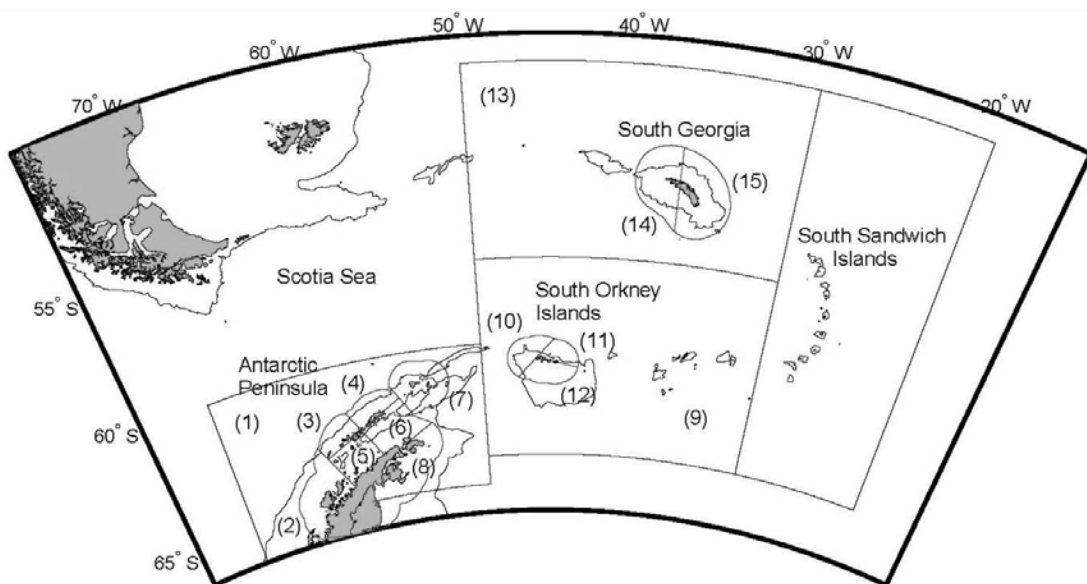 50° W
40° W
60° W
30° W
70° W
20° W
(13)
South Georgia
(15)
(14)
South Sandwich
Islands
Scotia Sea
55° S
South Orkney
Islands
(10)
(11)
Antarctic
Peninsula
(4)
(12)
(7)
(1)
(3)
(9)
(6)
60° S
(5)
(8)
(2)
65° S